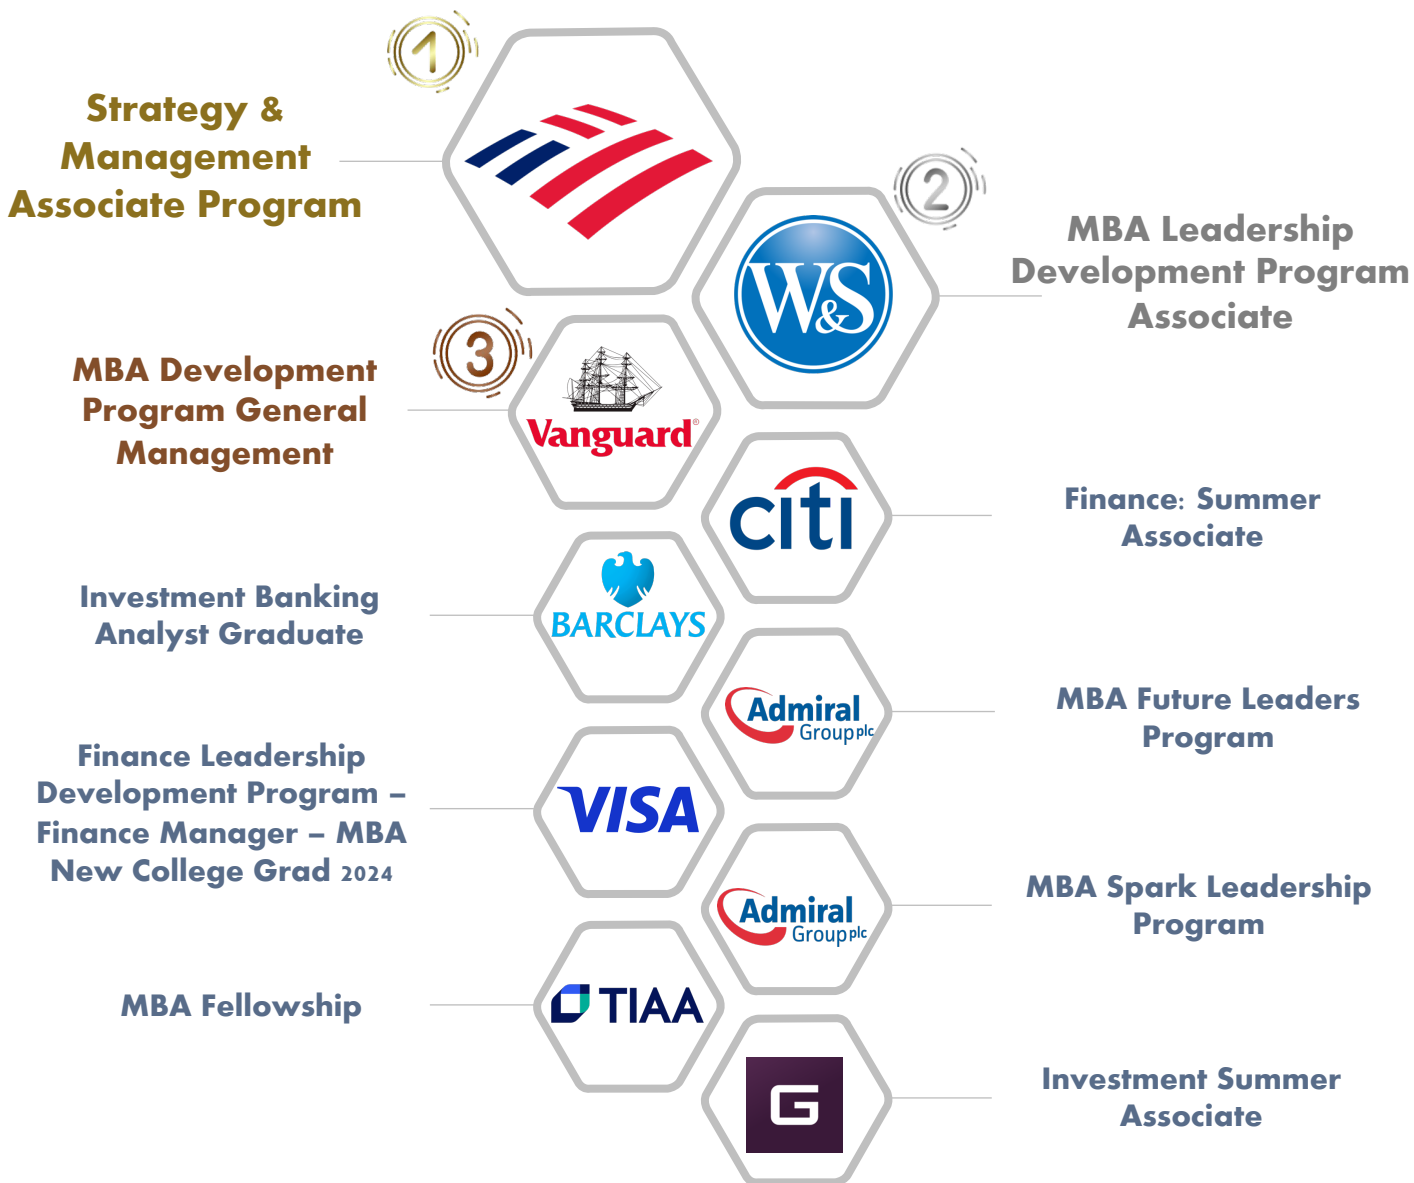 1
Strategy &
Management
Associate Program
2
W&S
MBA Leadership
Development Program
Associate
3
MBA Development
Program General
Management
Vanguard®
citi
Finance: Summer
Associate
Investment Banking
Analyst Graduate
BARCLAYS
Admiral
Group plc
MBA Future Leaders
Program
Finance Leadership
Development Program –
Finance Manager – MBA
New College Grad 2024
VISA
Admiral
Group plc
MBA Spark Leadership
Program
MBA Fellowship
TIAA
G
Investment Summer
Associate